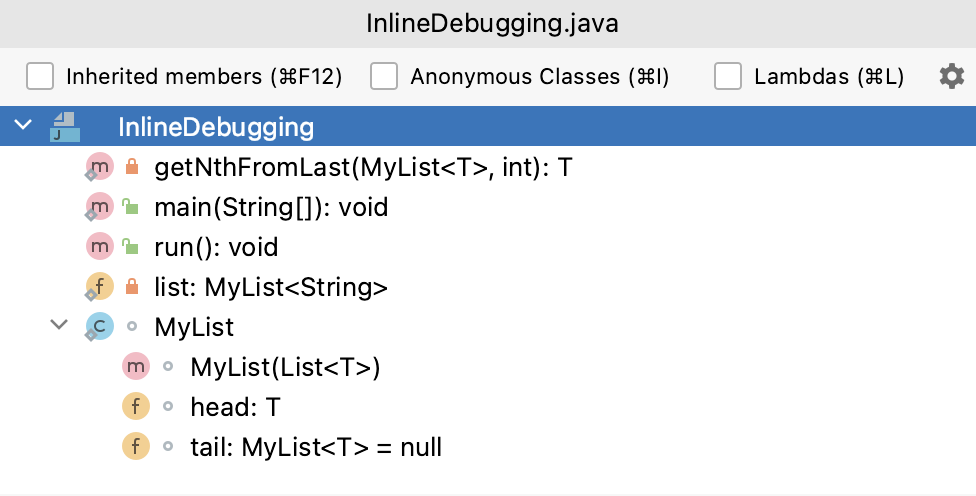 InlineDebugging.java
Inherited members (⌘F12) Anonymous Classes (⌘I) Lambdas (⌘L)
J InlineDebugging
m getNthFromLast(MyList<T>, int): T
m main(String[]): void
m run(): void
f list: MyList<String>
C MyList
m MyList(List<T>)
f head: T
f tail: MyList<T> = null